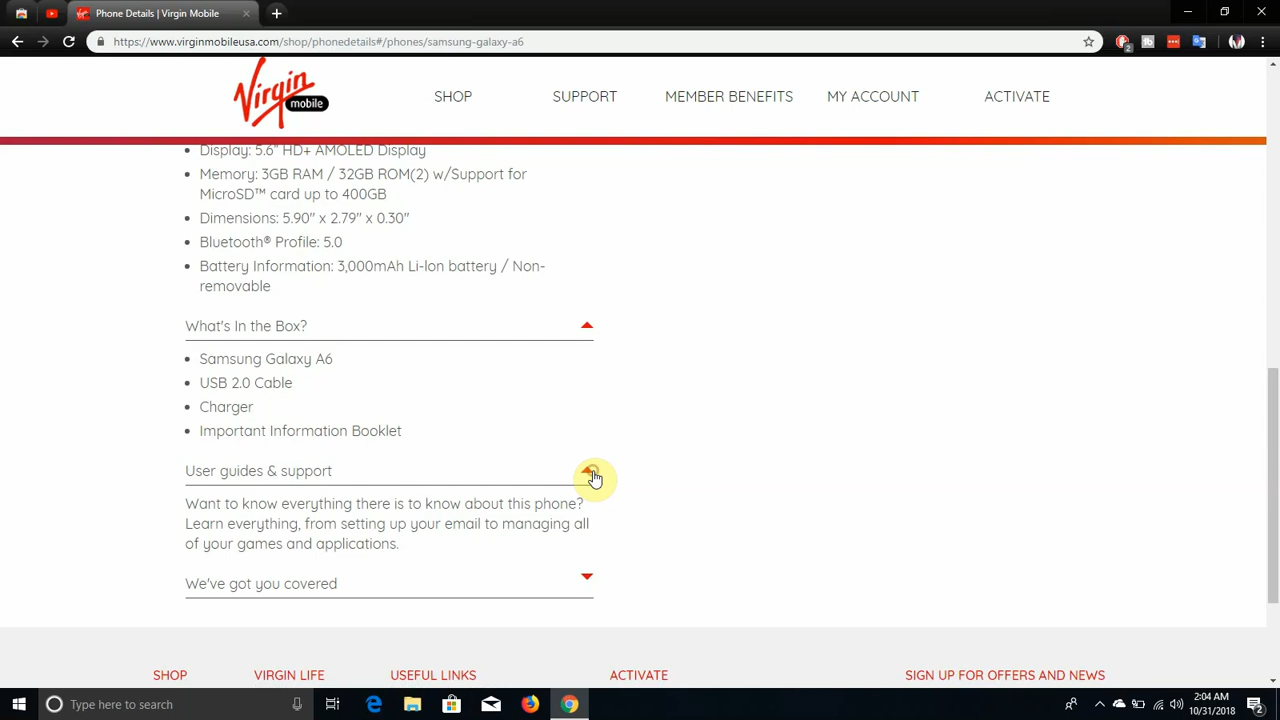 Phone Details | Virgin Mobile
https://www.virginmobileusa.com/shop/phonedetails#/phones/samsung-galaxy-a6
2
Virgin mobile
SHOP SUPPORT MEMBER BENEFITS MY ACCOUNT ACTIVATE
Display: 5.6" HD+ AMOLED Display
Memory: 3GB RAM / 32GB ROM(2) w/Support for
MicroSD™ card up to 400GB
Dimensions: 5.90" x 2.79" x 0.30"
Bluetooth® Profile: 5.0
Battery Information: 3,000mAh Li-Ion battery / Non-
removable
What's In the Box?
Samsung Galaxy A6
USB 2.0 Cable
Charger
Important Information Booklet
User guides & support
Want to know everything there is to know about this phone?
Learn everything, from setting up your email to managing all
of your games and applications.
We've got you covered
SHOP VIRGIN LIFE USEFUL LINKS ACTIVATE SIGN UP FOR OFFERS AND NEWS
Type here to search
2:04 AM
10/31/2018
2